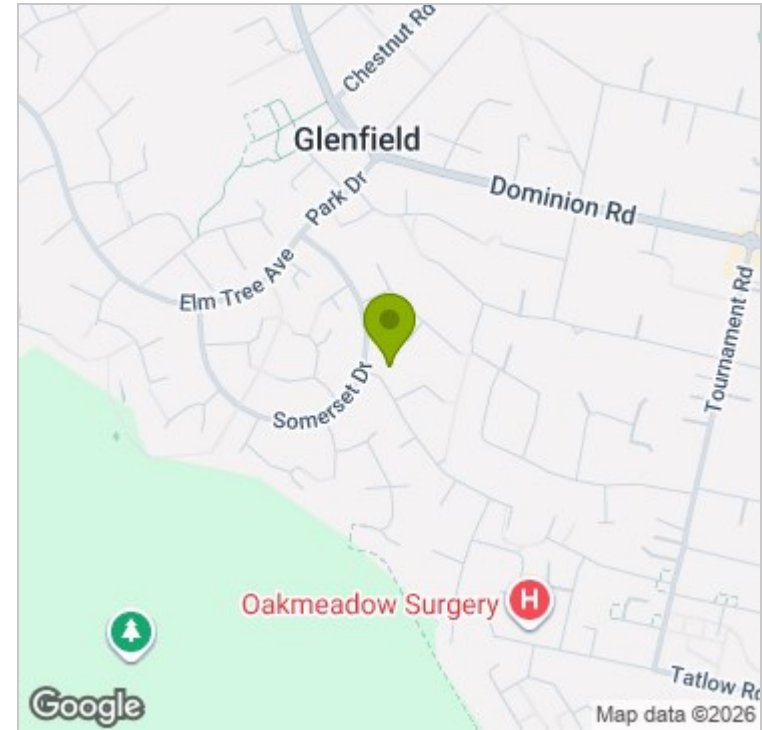 Chestnut Rd
Glenfield
Park Dr
Dominion Rd
Elm Tree Ave
Tournament Rd
Somerset Dr
Oakmeadow Surgery
H
Tatlow
Google
Map data ©2026